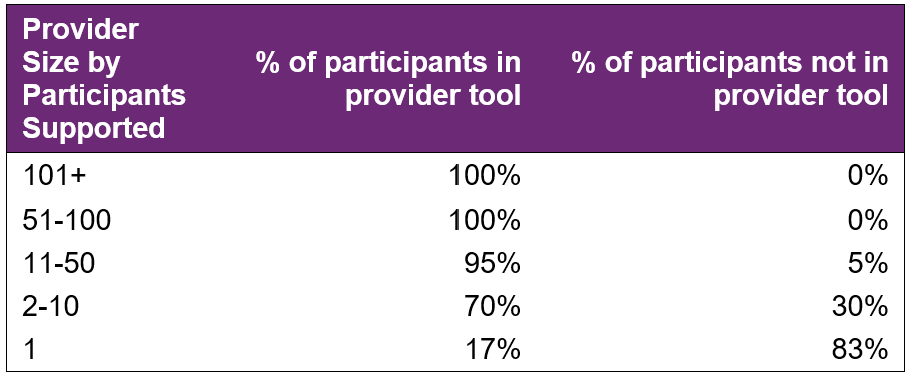 Provider
Size by
Participants
Supported
% of participants in
provider tool
% of participants not in
provider tool
101+ 100% 0%
51-100 100% 0%
11-50 95% 5%
2-10 70% 30%
1 17% 83%